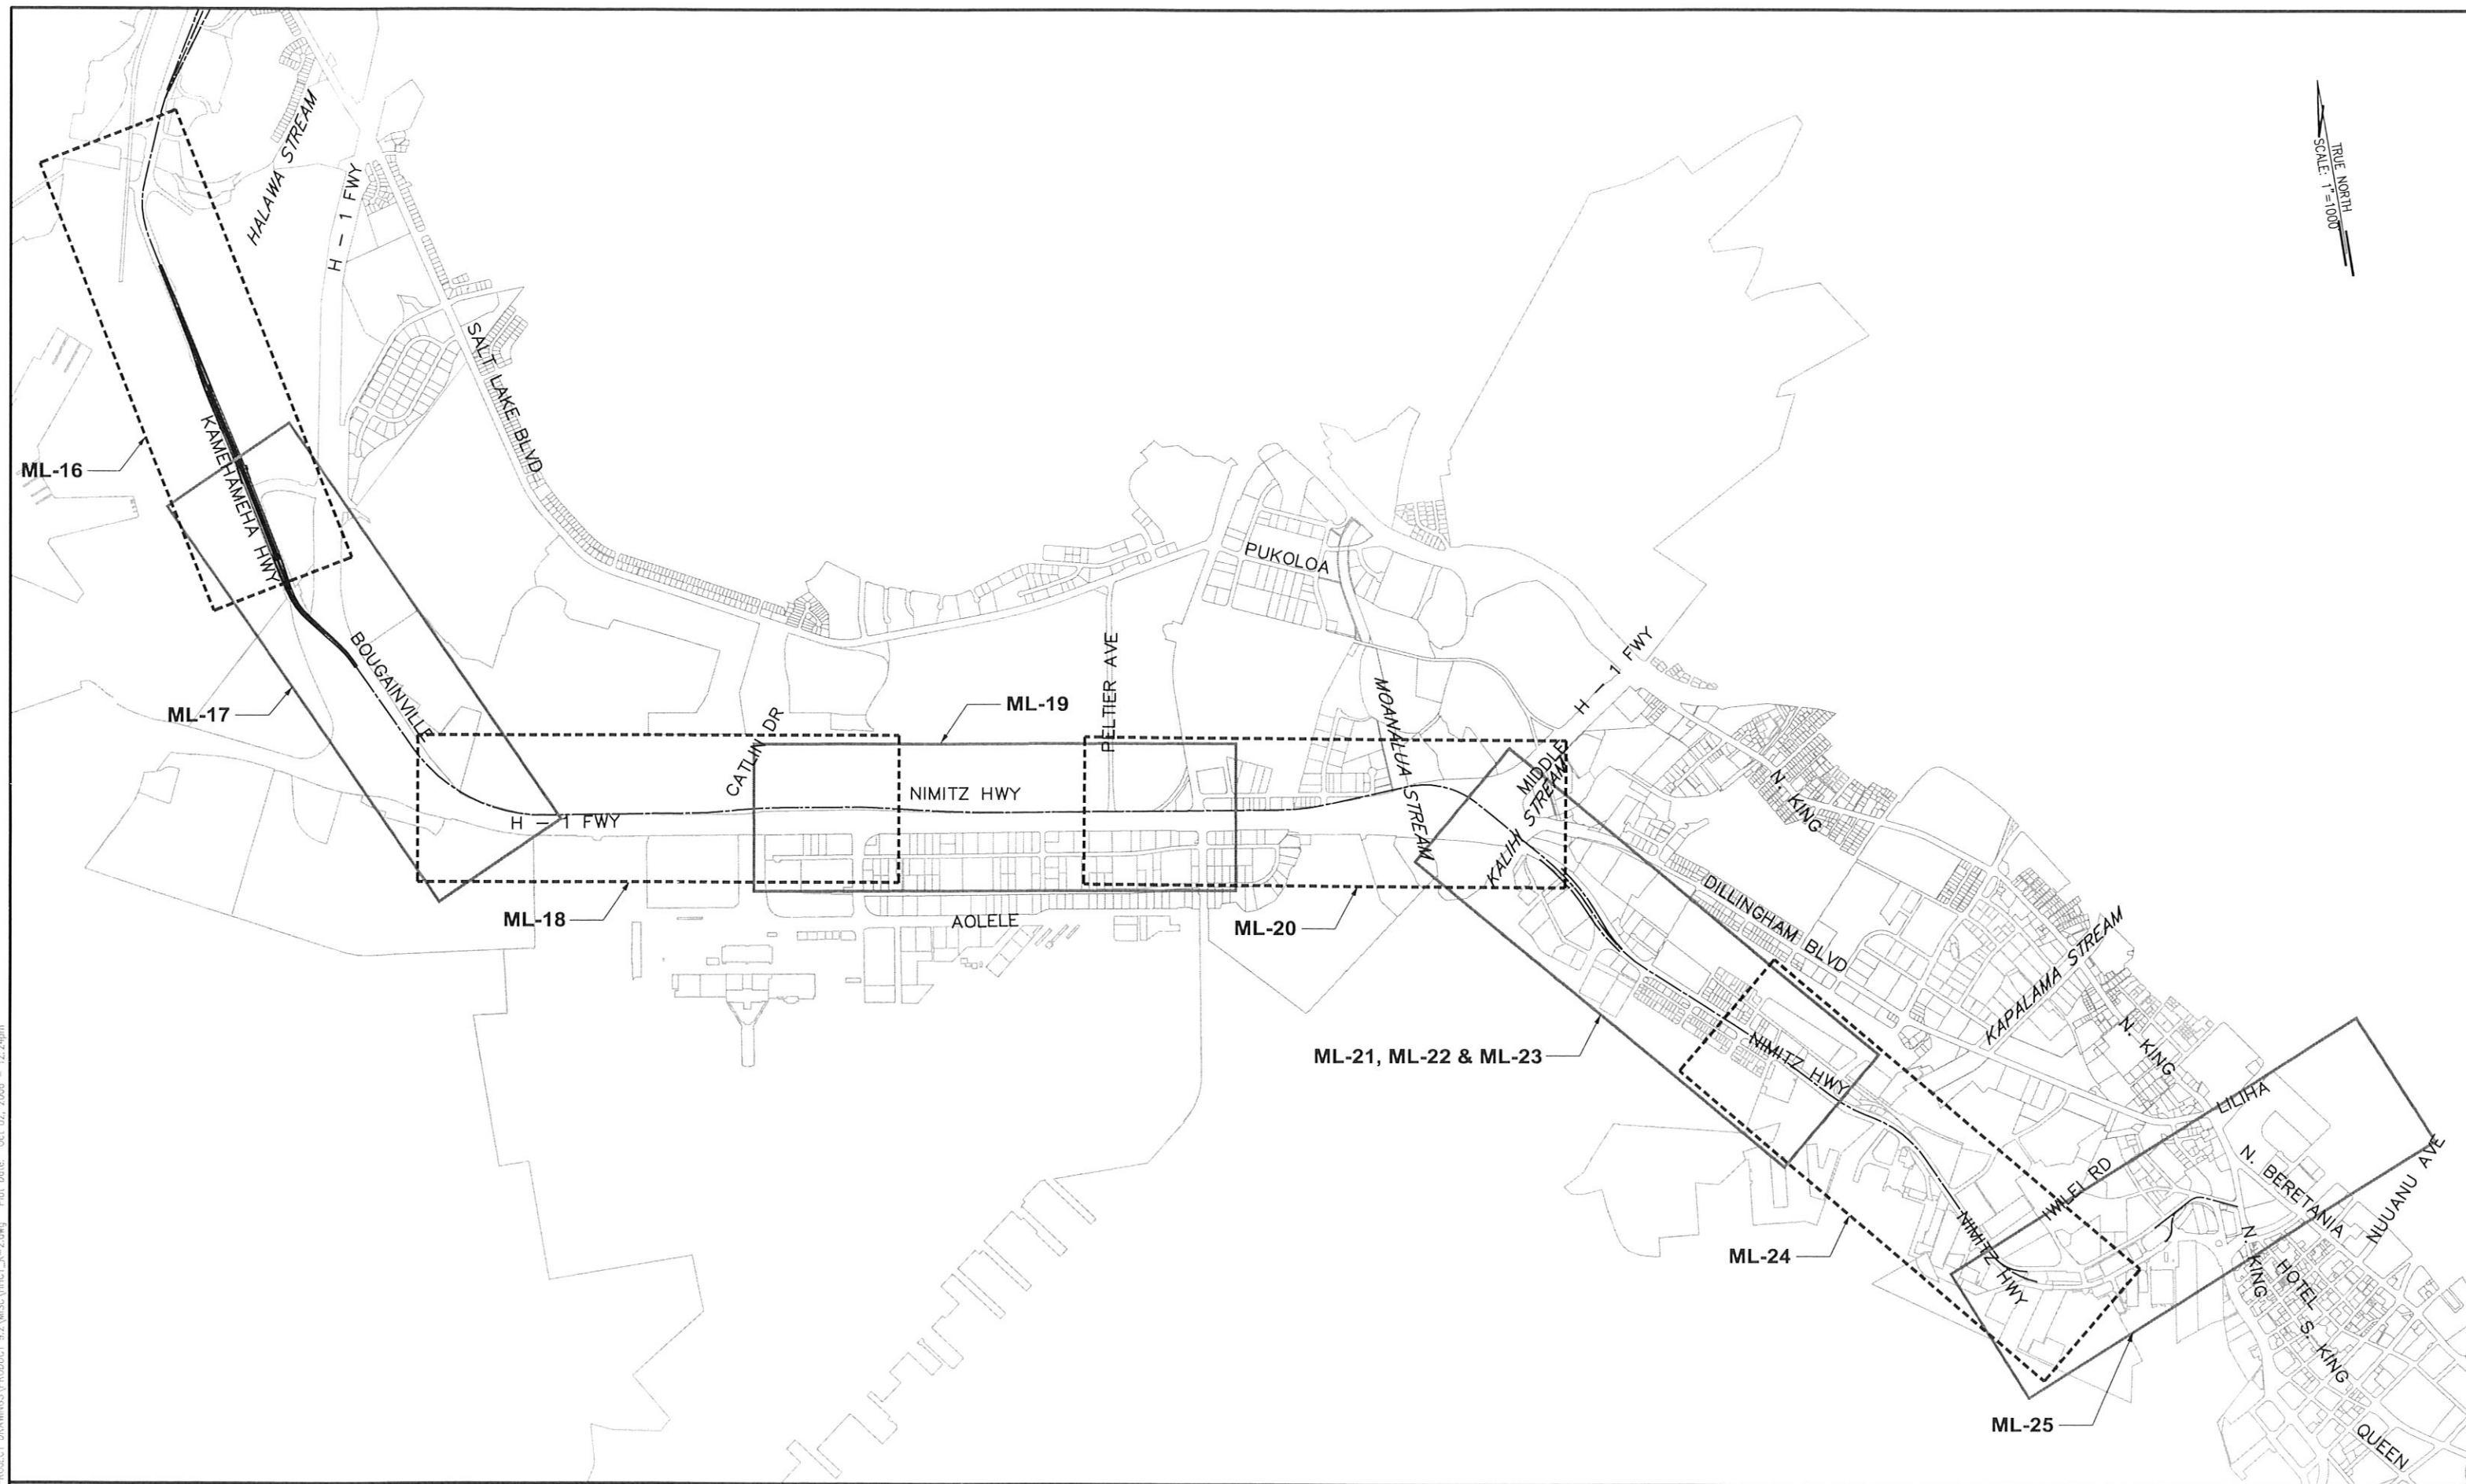 TRUE NORTH
SCALE: 1"=1000'
HALAWA STREAM
H - 1 FWY
SALT LAKE BLVD
KAMEHAMEHA HWY
ML-16
PUKOLOA
BOUGAINVILLE
ML-17
CATLIN DR
ML-19
PELTIER AVE
MOANALUA STREAM
H - 1 FWY
MIDDLE
KALIHI STREAM
N. KING
NIMITZ HWY
H - 1 FWY
ML-18
AOLELE
ML-20
DILLINGHAM BLVD
KAPALAMA STREAM
ML-21, ML-22 & ML-23
NIMITZ HWY
N. KING
LILIHA
IWILEI RD
N. BERETANIA
NUUANU AVE
ML-24
NIMITZ HWY
N. KING
HOTEL
S. KING
ML-25
QUEEN